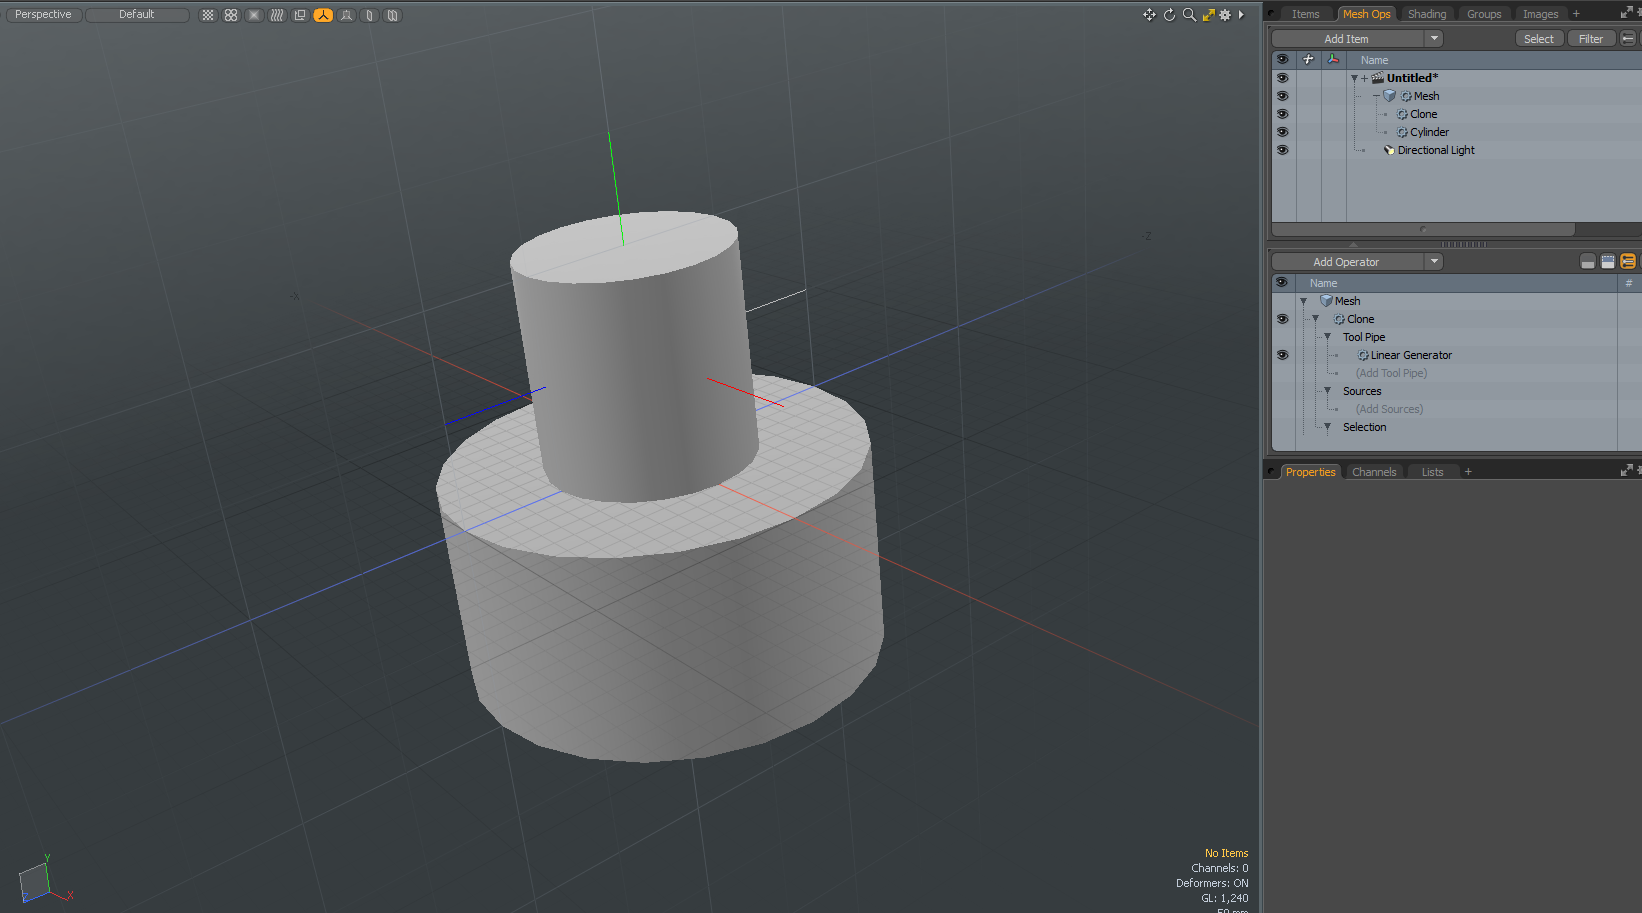 Perspective Default
Items Mesh Ops Shading Groups Images +
Add Item Select Filter
Name
Untitled*
Mesh
Clone
Cylinder
Directional Light
Add Operator
Name #
Mesh
Clone
Tool Pipe
Linear Generator
(Add Tool Pipe)
Sources
(Add Sources)
Selection
Properties Channels Lists +
-Z
-X
Y
X
No Items
Channels: 0
Deformers: ON
GL: 1,240
50 mm